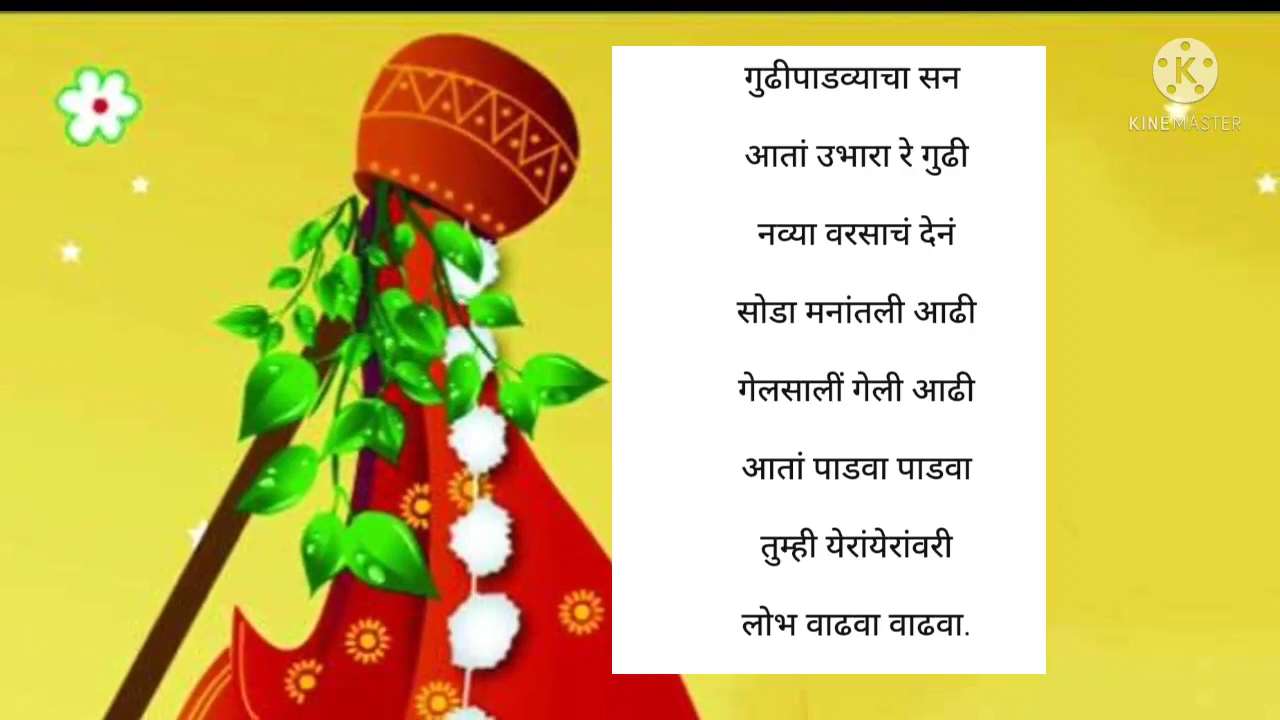 गुढीपाडव्याचा सन
आतां उभारा रे गुढी
नव्या वरसाचं देनं
सोडा मनांतली आढी
गेलसालीं गेली आढी
आतां पाडवा पाडवा
तुम्ही येरांयेरांवरी
लोभ वाढवा वाढवा.
K
KINEMASTER